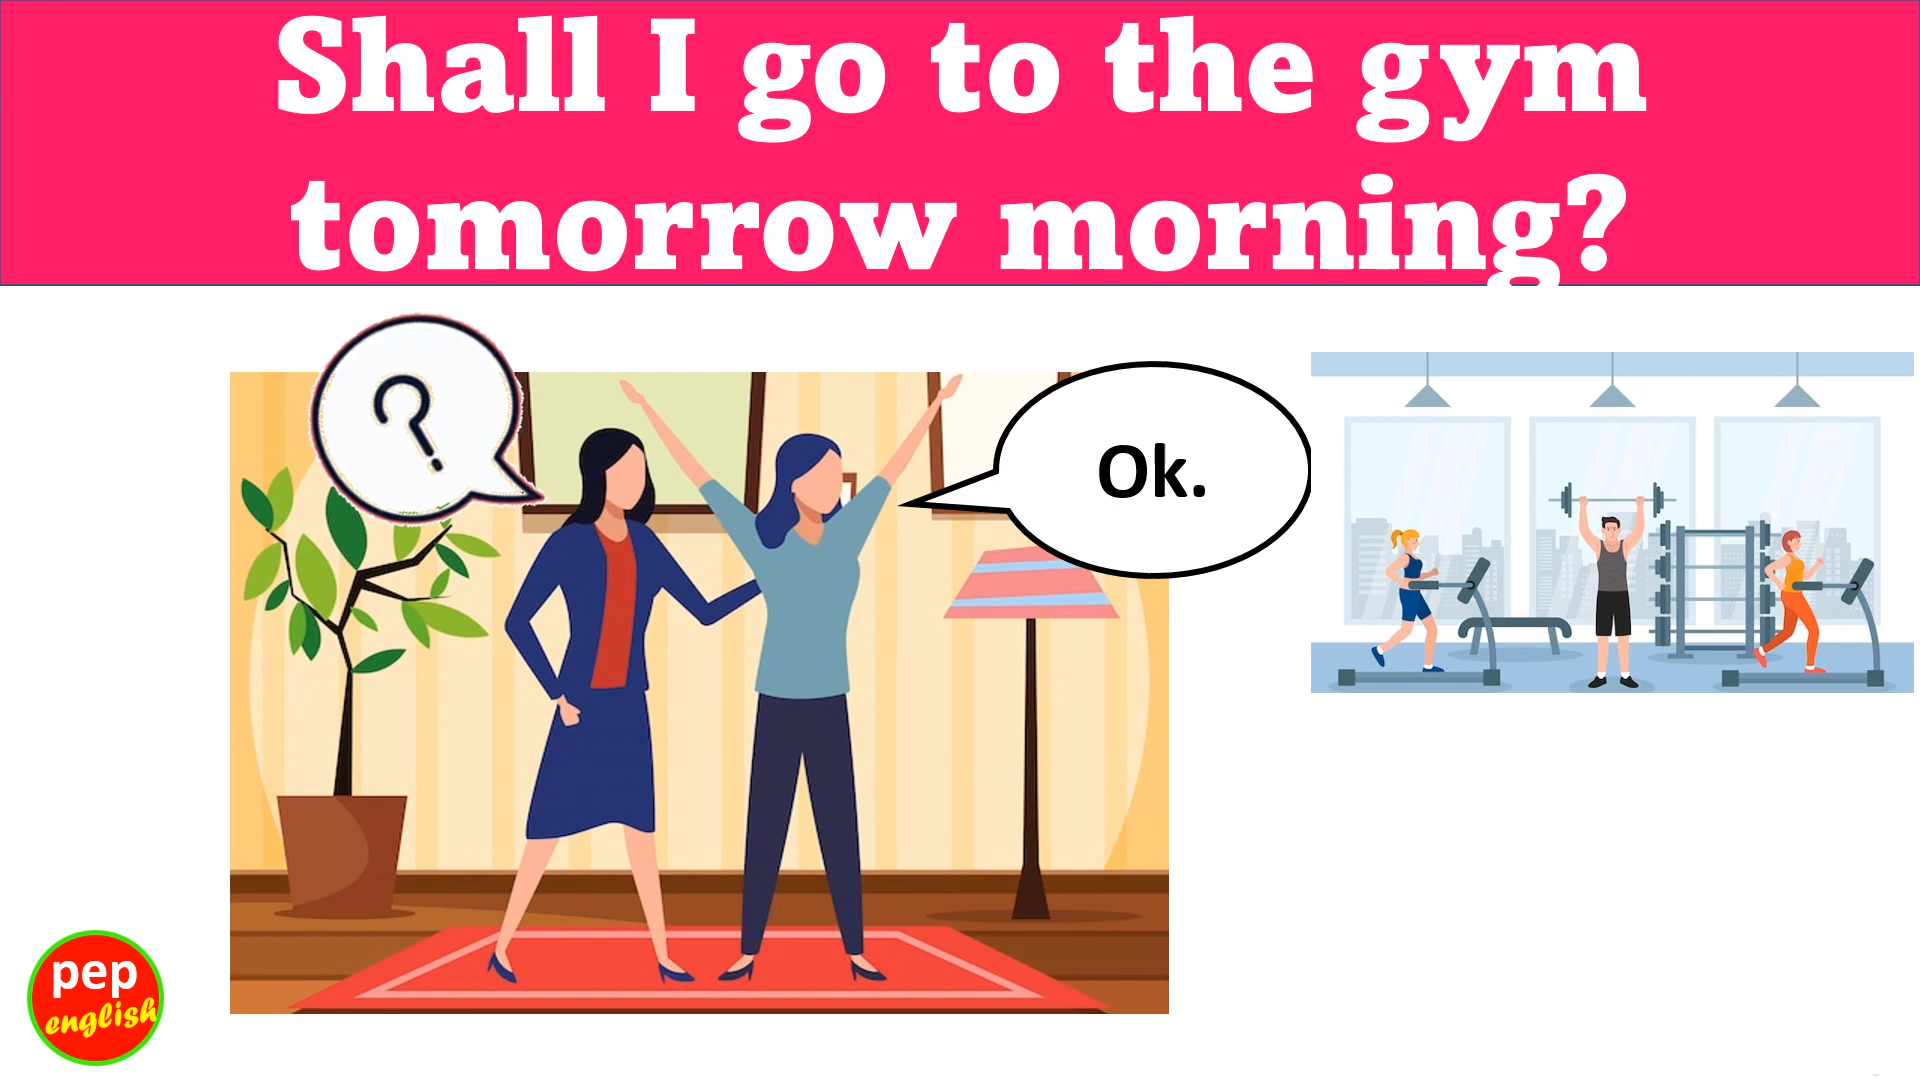 Shall I go to the gym
tomorrow morning?
?
Ok.
pep
english